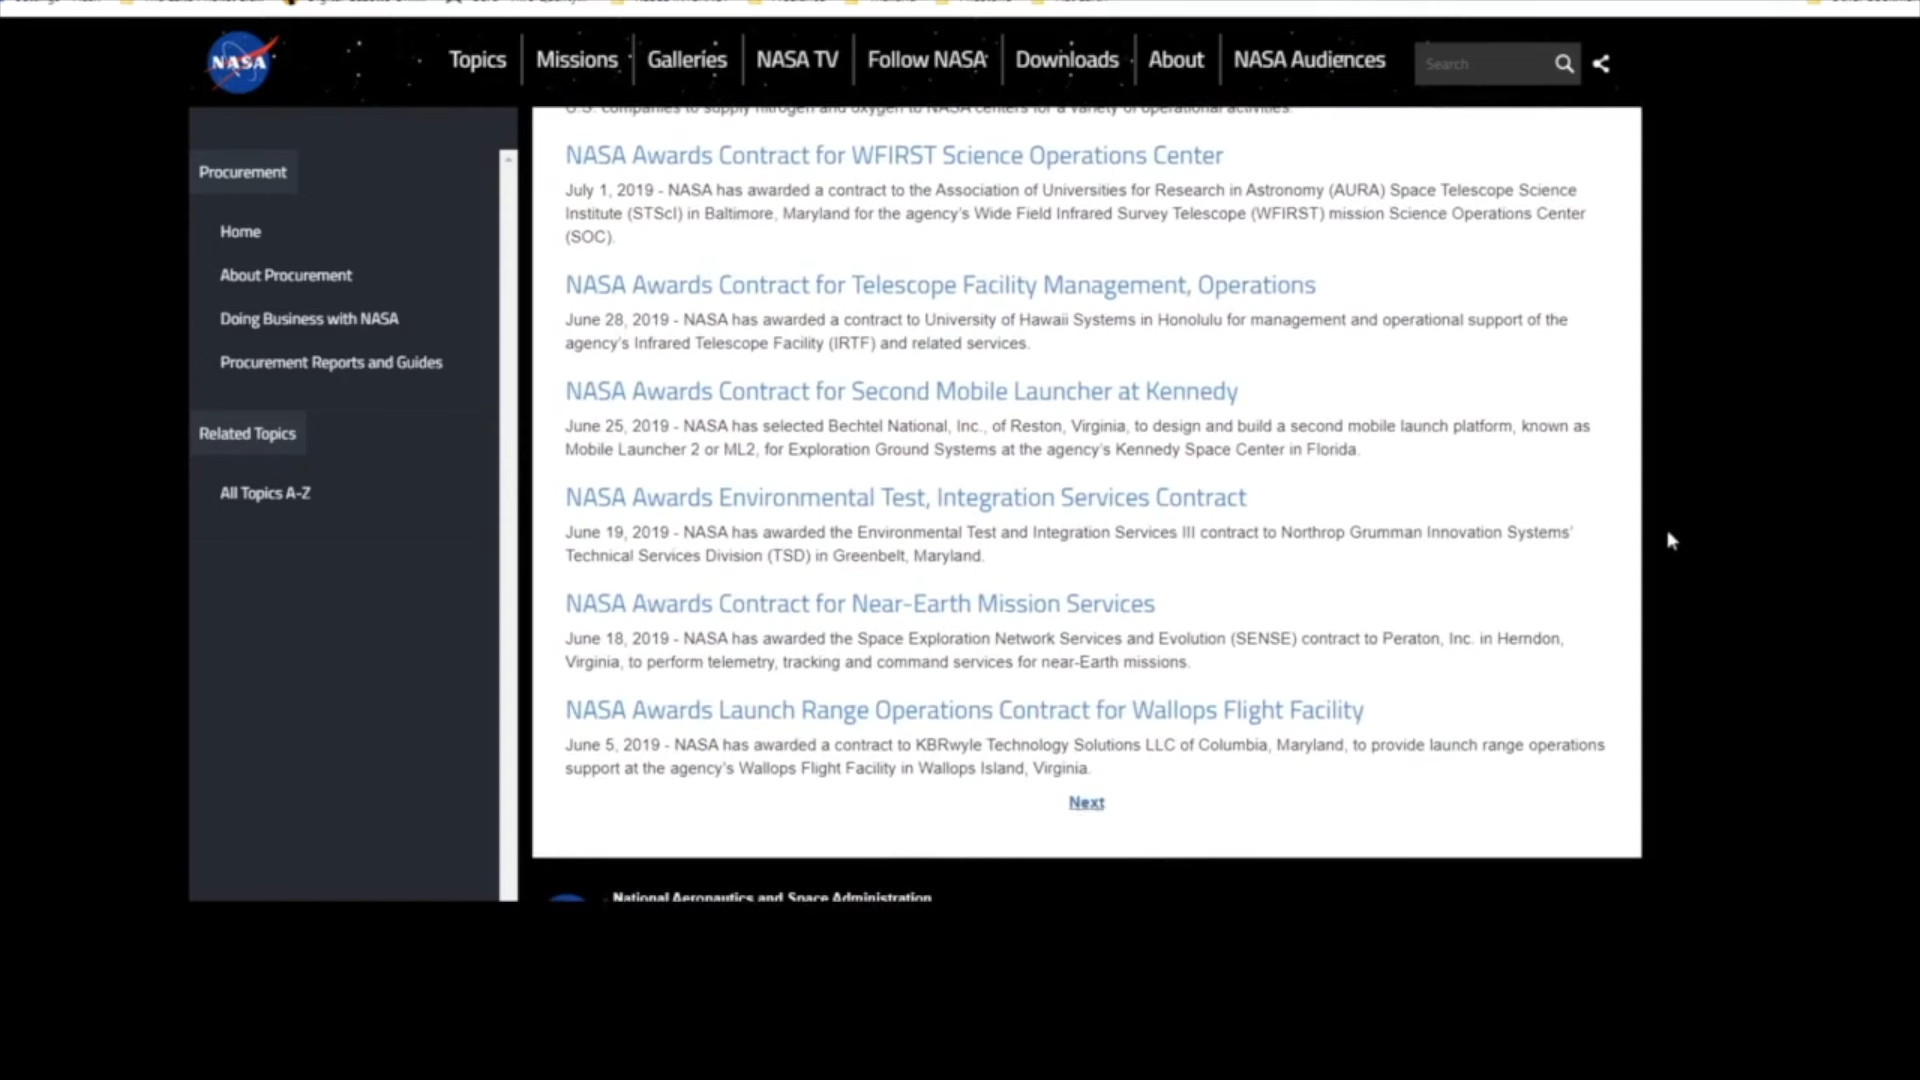 NASA
Topics
Missions
Galleries
NASA TV
Follow NASA
Downloads
About
NASA Audiences
Search
Procurement
Home
About Procurement
Doing Business with NASA
Procurement Reports and Guides
Related Topics
All Topics A-Z
U.S. companies to supply nitrogen and oxygen to NASA centers for a variety of operational activities.
NASA Awards Contract for WFIRST Science Operations Center
July 1, 2019 - NASA has awarded a contract to the Association of Universities for Research in Astronomy (AURA) Space Telescope Science
Institute (STScI) in Baltimore, Maryland for the agency's Wide Field Infrared Survey Telescope (WFIRST) mission Science Operations Center
(SOC).
NASA Awards Contract for Telescope Facility Management, Operations
June 28, 2019 - NASA has awarded a contract to University of Hawaii Systems in Honolulu for management and operational support of the
agency's Infrared Telescope Facility (IRTF) and related services.
NASA Awards Contract for Second Mobile Launcher at Kennedy
June 25, 2019 - NASA has selected Bechtel National, Inc., of Reston, Virginia, to design and build a second mobile launch platform, known as
Mobile Launcher 2 or ML2, for Exploration Ground Systems at the agency's Kennedy Space Center in Florida.
NASA Awards Environmental Test, Integration Services Contract
June 19, 2019 - NASA has awarded the Environmental Test and Integration Services III contract to Northrop Grumman Innovation Systems'
Technical Services Division (TSD) in Greenbelt, Maryland.
NASA Awards Contract for Near-Earth Mission Services
June 18, 2019 - NASA has awarded the Space Exploration Network Services and Evolution (SENSE) contract to Peraton, Inc. in Herndon,
Virginia, to perform telemetry, tracking and command services for near-Earth missions.
NASA Awards Launch Range Operations Contract for Wallops Flight Facility
June 5, 2019 - NASA has awarded a contract to KBRwyle Technology Solutions LLC of Columbia, Maryland, to provide launch range operations
support at the agency's Wallops Flight Facility in Wallops Island, Virginia.
Next
National Aeronautics and Space Administration